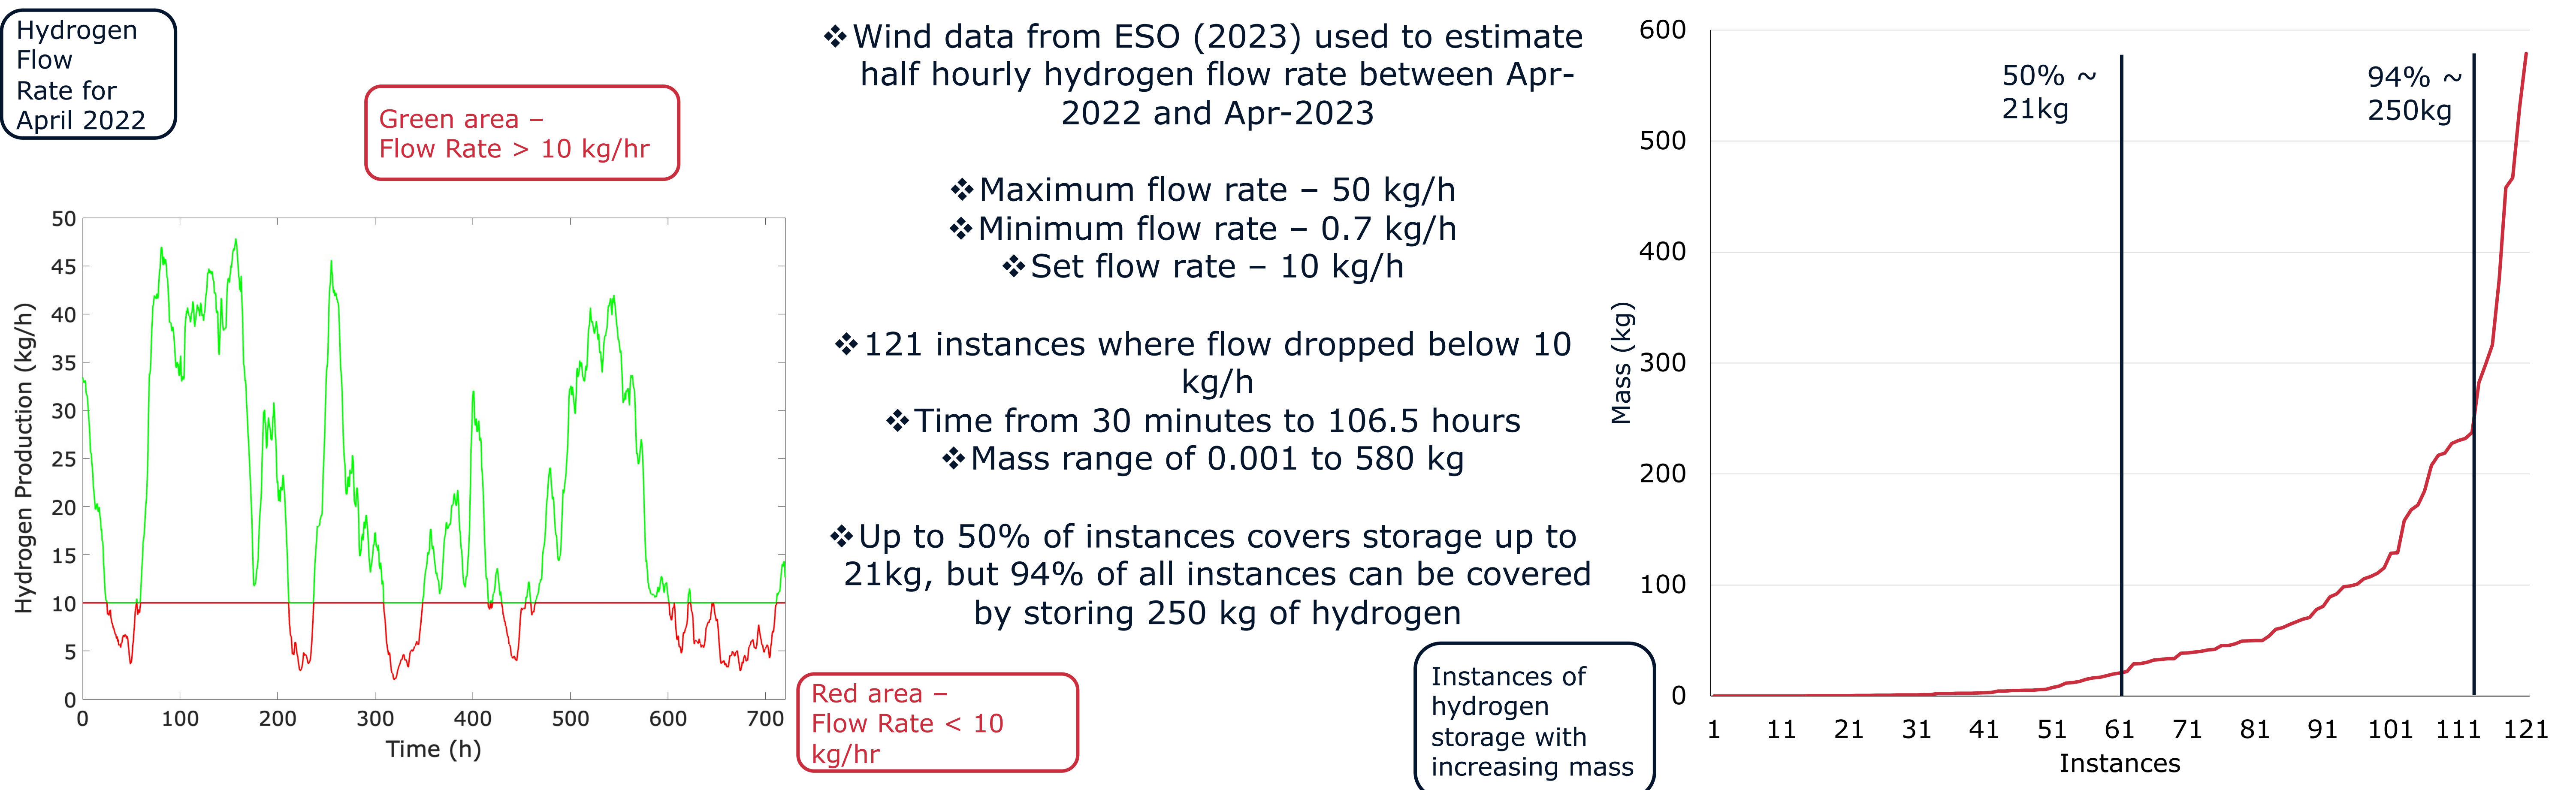 Hydrogen
Flow
Rate for
April 2022
Green area –
Flow Rate > 10 kg/hr
50
45
40
35
30
25
20
15
10
5
0
Hydrogen Production (kg/h)
0 100 200 300 400 500 600 700
Time (h)
Red area –
Flow Rate < 10
kg/hr
❖Wind data from ESO (2023) used to estimate
half hourly hydrogen flow rate between Apr-
2022 and Apr-2023
❖Maximum flow rate – 50 kg/h
❖Minimum flow rate – 0.7 kg/h
❖Set flow rate – 10 kg/h
❖121 instances where flow dropped below 10
kg/h
❖Time from 30 minutes to 106.5 hours
❖Mass range of 0.001 to 580 kg
❖Up to 50% of instances covers storage up to
21kg, but 94% of all instances can be covered
by storing 250 kg of hydrogen
Instances of
hydrogen
storage with
increasing mass
600
500
400
300
200
100
0
Mass (kg)
50% ~
21kg
94% ~
250kg
1 11 21 31 41 51 61 71 81 91 101 111 121
Instances